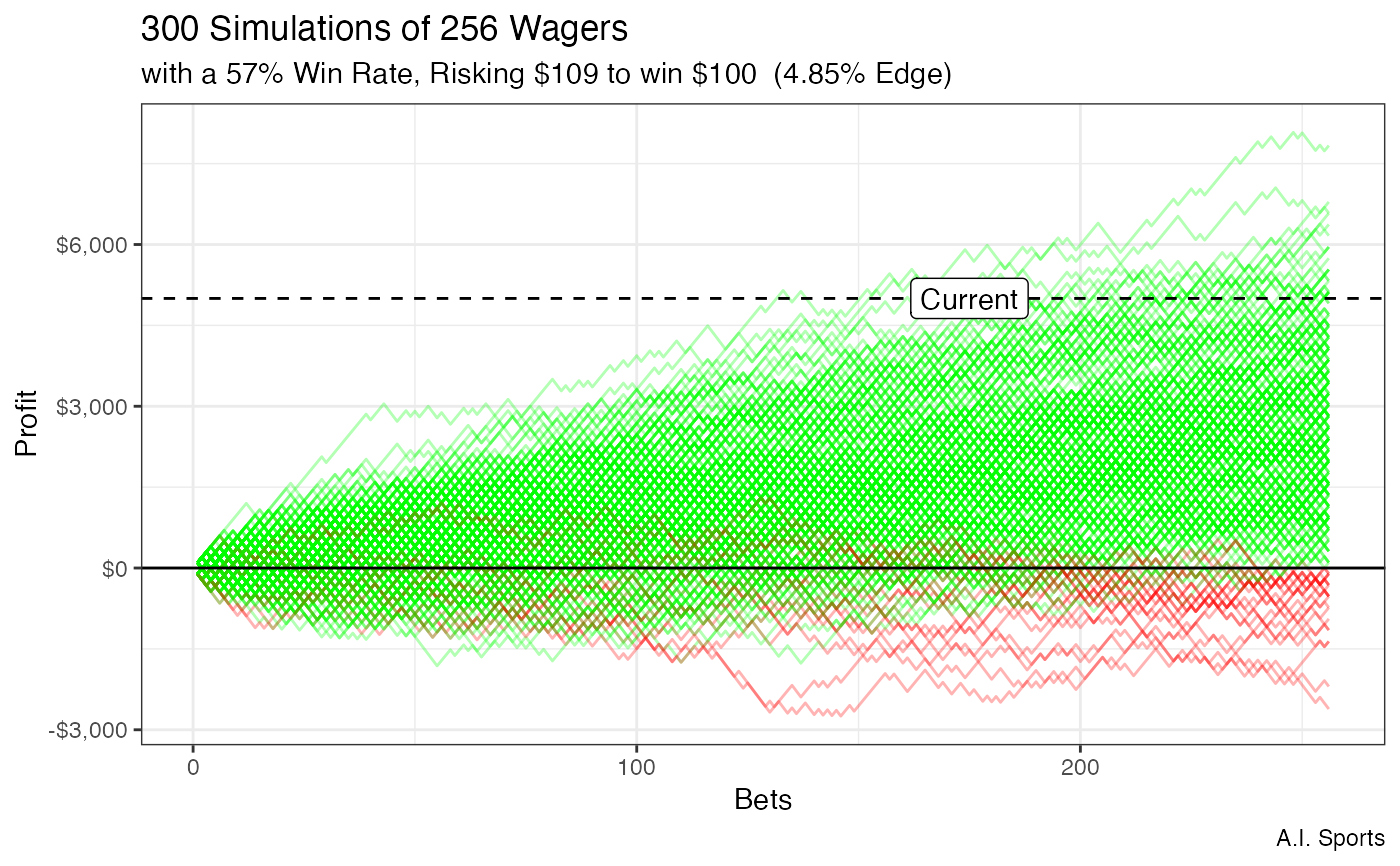 300 Simulations of 256 Wagers
with a 57% Win Rate, Risking $109 to win $100  (4.85% Edge)
Profit
$6,000
$3,000
$0
-$3,000
Current
0
100
200
Bets
A.I. Sports